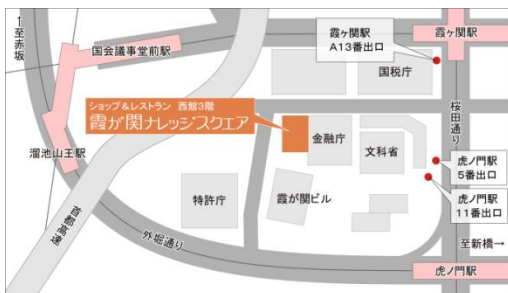 ↑至赤坂
国会議事堂前駅
霞ヶ関駅
A13番出口
霞ヶ関駅
国税庁
桜田通り
ショップ&レストラン 西館3階
霞が関ナレッジスクエア
金融庁
文科省
溜池山王駅
虎ノ門駅
5番出口
虎ノ門駅
11番出口
特許庁
霞が関ビル
首都高速
外堀通り
至新橋→
虎ノ門駅